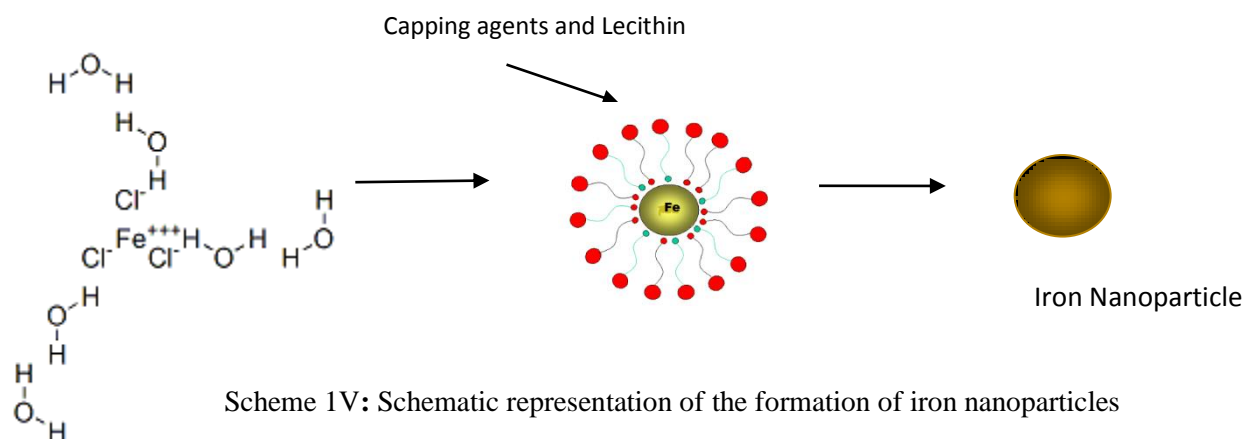 Capping agents and Lecithin
O
H H
H
O
H
Cl⁻
Fe⁺⁺⁺H H
Cl⁻ Cl⁻ O
H
O
H
H
O
H
H
O
H
Fe
Iron Nanoparticle
Scheme 1V: Schematic representation of the formation of iron nanoparticles